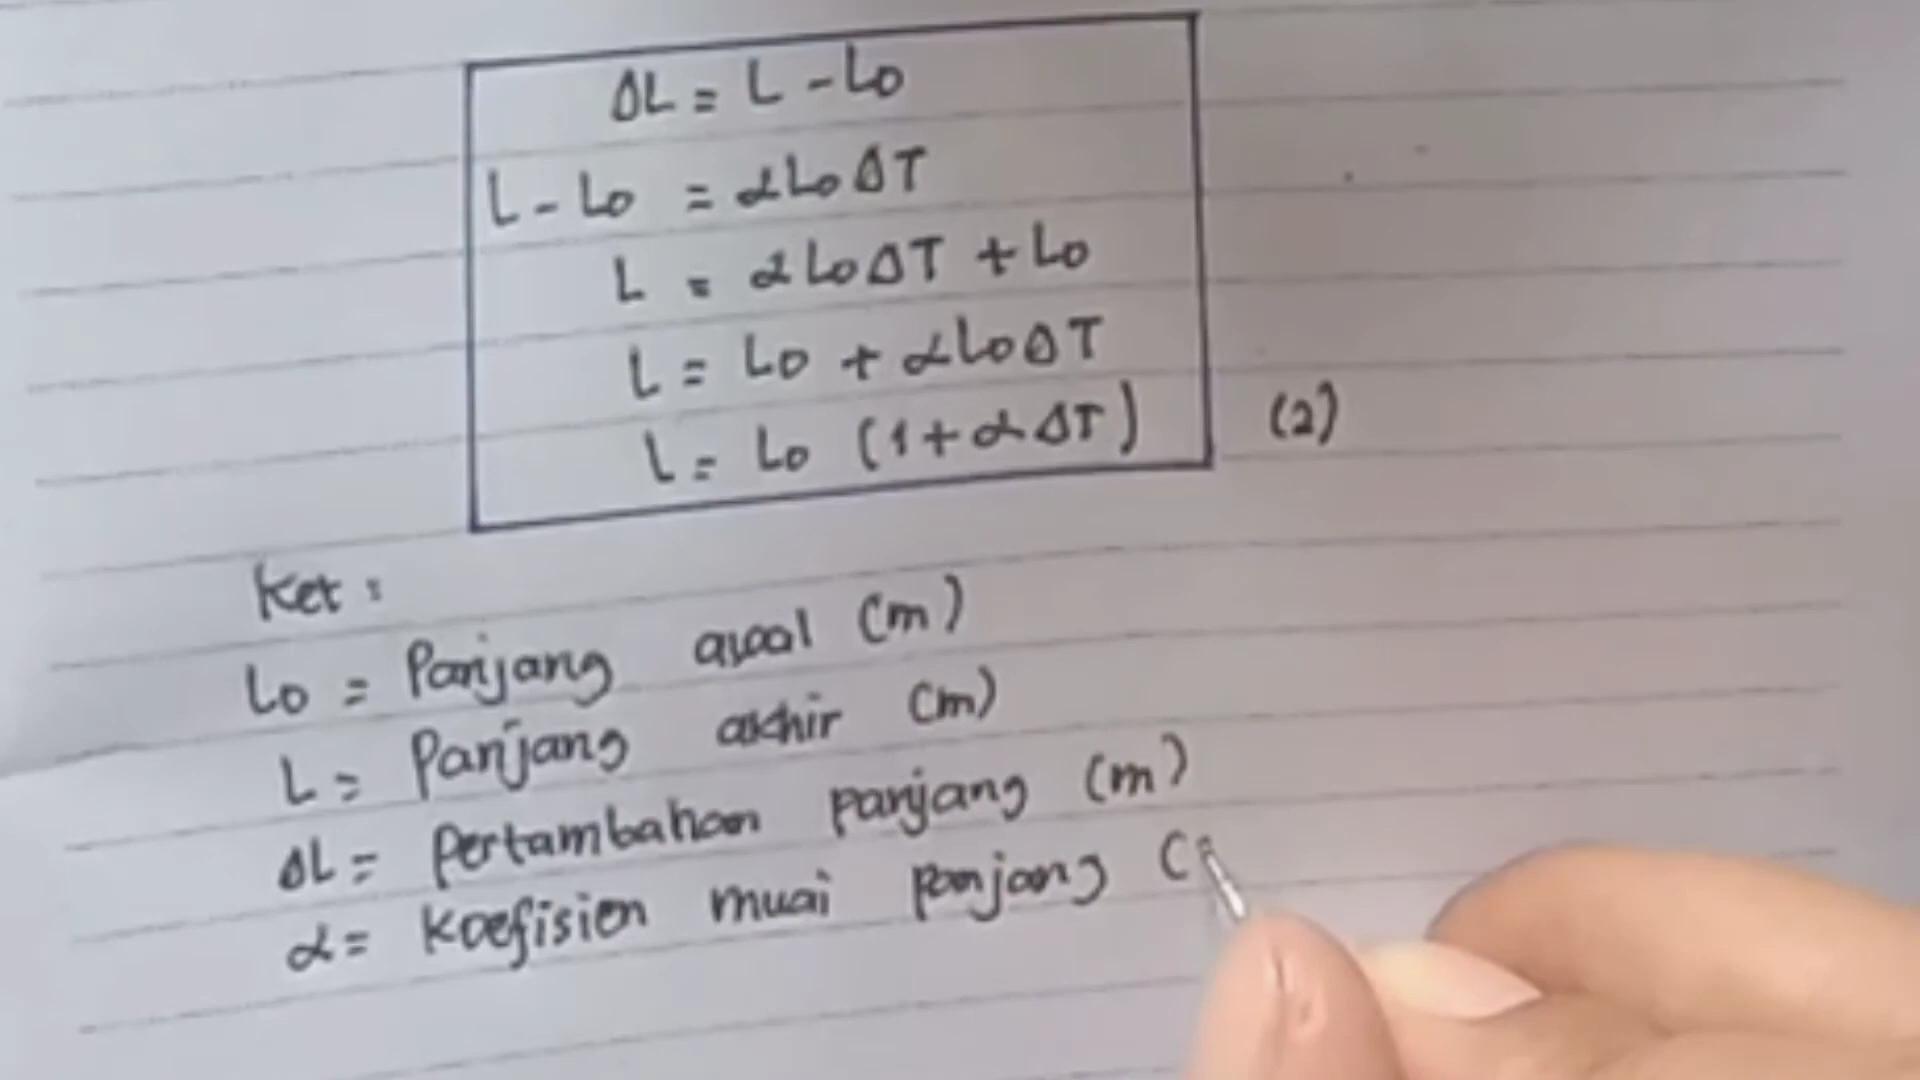 ΔL = L - Lo
L - Lo = αLoΔT
L = αLoΔT + Lo
L = Lo + αLoΔT
L = Lo (1 + αΔT) (2)
Ket :
Lo = Panjang awal (m)
L = Panjang akhir (m)
ΔL = Pertambahan panjang (m)
α = Koefisien muai panjang (